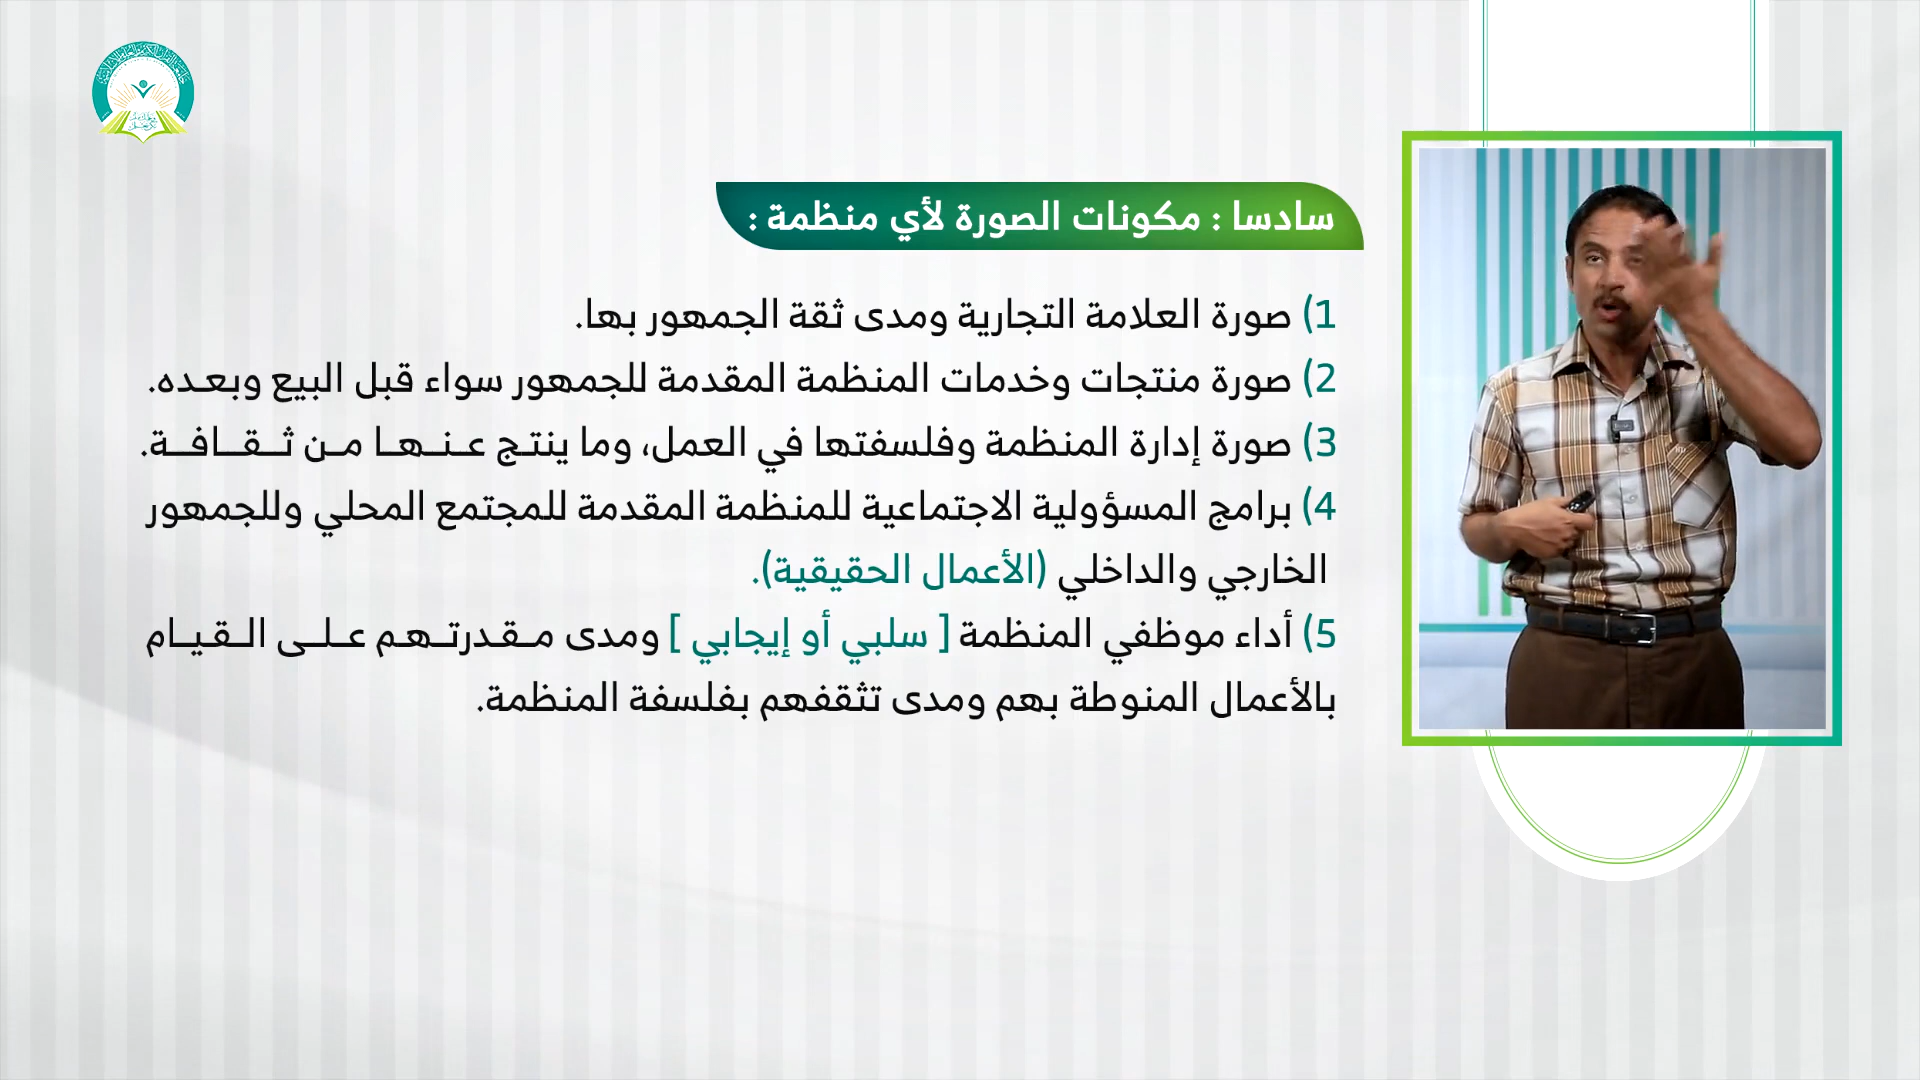 سادسا : مكونات الصورة لأي منظمة :
1) صورة العلامة التجارية ومدى ثقة الجمهور بها.
2) صورة منتجات وخدمات المنظمة المقدمة للجمهور سواء قبل البيع وبعده.
3) صورة إدارة المنظمة وفلسفتها في العمل، وما ينتج عنها من ثقافة.
4) برامج المسؤولية الاجتماعية للمنظمة المقدمة للمجتمع المحلي وللجمهور
الخارجي والداخلي (الأعمال الحقيقية).
5) أداء موظفي المنظمة [ سلبي أو إيجابي ] ومدى مقدرتهم على القيام
بالأعمال المنوطة بهم ومدى تثقفهم بفلسفة المنظمة.